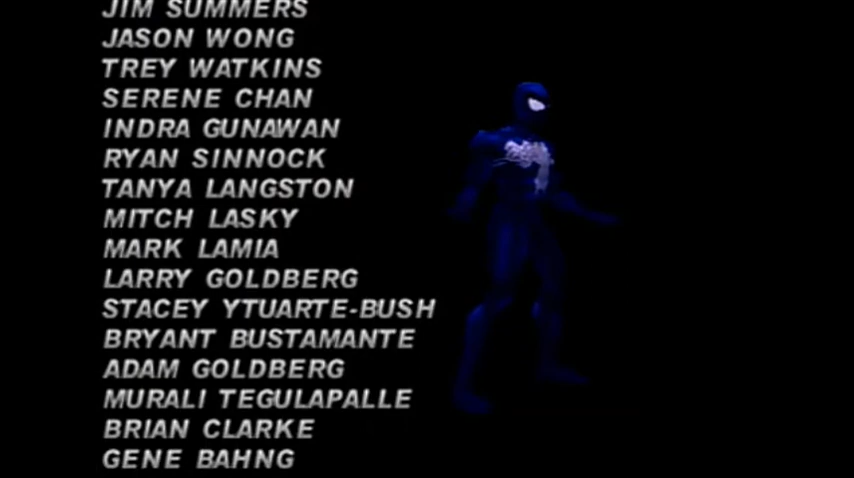 JIM SUMMERS
JASON WONG
TREY WATKINS
SERENE CHAN
INDRA GUNAWAN
RYAN SINNOCK
TANYA LANGSTON
MITCH LASKY
MARK LAMIA
LARRY GOLDBERG
STACEY YTUARTE-BUSH
BRYANT BUSTAMANTE
ADAM GOLDBERG
MURALI TEGULAPALLE
BRIAN CLARKE
GENE BAHNG